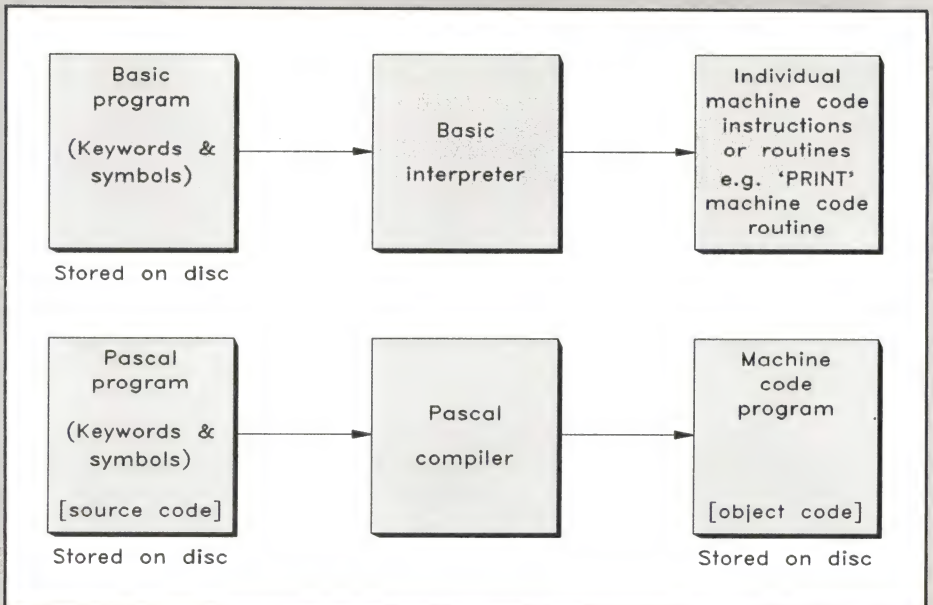 Basic
program
(Keywords &
symbols)
Stored on disc
Basic
interpreter
Individual
machine code
instructions
or routines
e.g. ‘PRINT’
machine code
routine
Pascal
program
(Keywords &
symbols)
[source code]
Stored on disc
Pascal
compiler
Machine
code
program
[object code]
Stored on disc